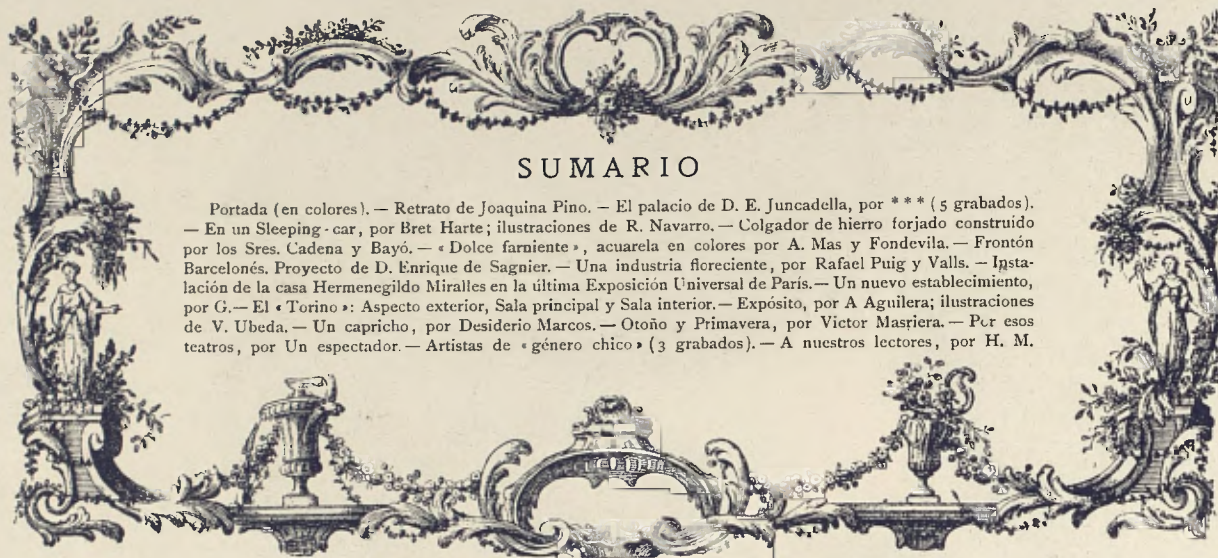 SUMARIO
Portada (en colores). — Retrato de Joaquina Pino. — El palacio de D. E. Juncadella, por * * * (5 grabados).
— En un Sleeping-car, por Bret Harte; ilustraciones de R. Navarro. — Colgador de hierro forjado construido
por los Sres. Cadena y Bayó. — « Dolce farniente », acuarela en colores por A. Mas y Fondevila. — Frontón
Barcelonés. Proyecto de D. Enrique de Sagnier. — Una industria floreciente, por Rafael Puig y Valls. — Insta-
lación de la casa Hermenegildo Miralles en la última Exposición Universal de París. — Un nuevo establecimiento,
por G. — El « Torino »: Aspecto exterior, Sala principal y Sala interior. — Expósito, por A Aguilera; ilustraciones
de V. Ubeda. — Un capricho, por Desiderio Marcos. — Otoño y Primavera, por Victor Masriera. — Por esos
teatros, por Un espectador. — Artistas de « género chico » (3 grabados). — A nuestros lectores, por H. M.